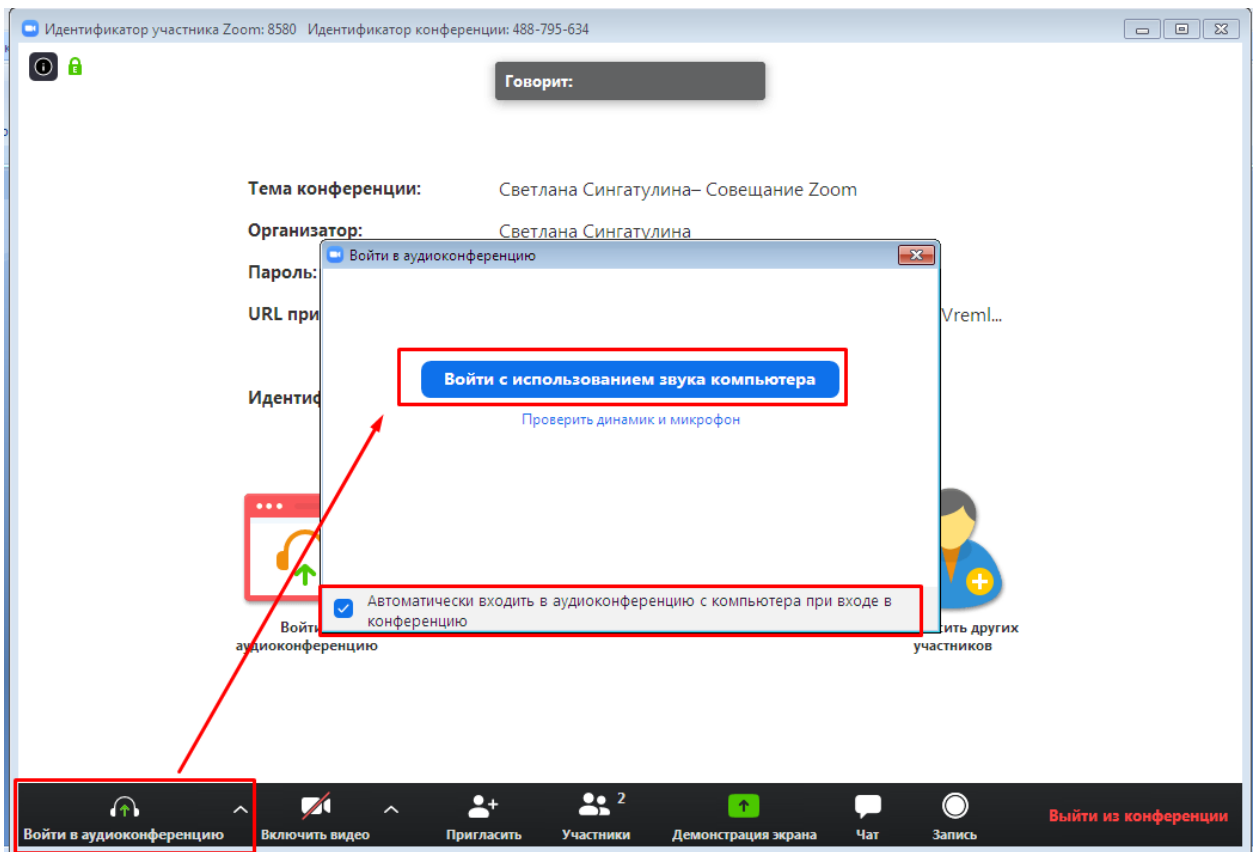 Идентификатор участника Zoom: 8580 Идентификатор конференции: 488-795-634
Говорит:
Тема конференции: Светлана Сингатулина– Совещание Zoom
Организатор: Светлана Сингатулина
Войти в аудиоконференцию
Пароль:
URL при
Vreml...
Войти с использованием звука компьютера
Идентиф
Проверить динамик и микрофон
Автоматически входить в аудиоконференцию с компьютера при входе в
конференцию
Войти
аудиоконференцию
сить других
участников
Войти в аудиоконференцию
Включить видео
Пригласить
2
Участники
Демонстрация экрана
Чат
Запись
Выйти из конференции